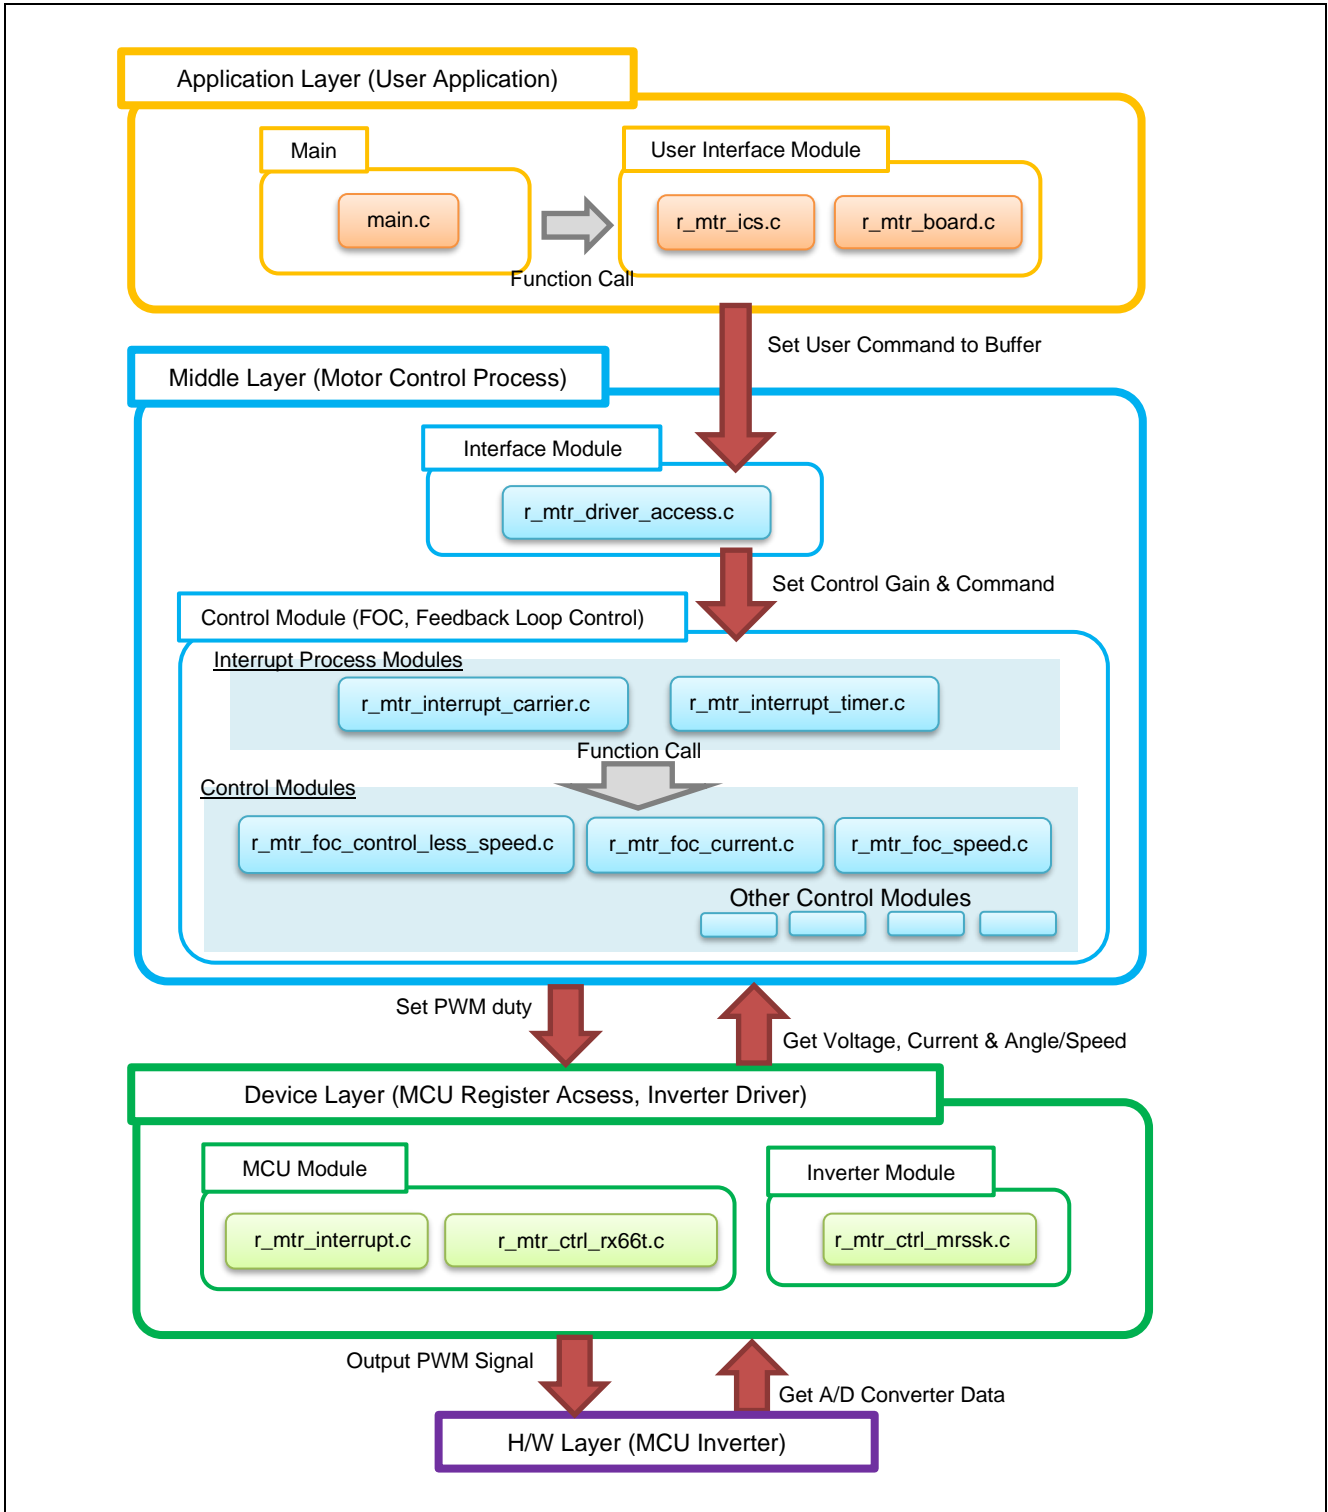 Application Layer (User Application)
Main
User Interface Module
main.c
r_mtr_ics.c
r_mtr_board.c
Function Call
Set User Command to Buffer
Middle Layer (Motor Control Process)
Interface Module
r_mtr_driver_access.c
Set Control Gain & Command
Control Module (FOC, Feedback Loop Control)
Interrupt Process Modules
r_mtr_interrupt_carrier.c
r_mtr_interrupt_timer.c
Function Call
Control Modules
r_mtr_foc_control_less_speed.c
r_mtr_foc_current.c
r_mtr_foc_speed.c
Other Control Modules
Set PWM duty
Get Voltage, Current & Angle/Speed
Device Layer (MCU Register Acsess, Inverter Driver)
MCU Module
Inverter Module
r_mtr_interrupt.c
r_mtr_ctrl_rx66t.c
r_mtr_ctrl_mrssk.c
Output PWM Signal
Get A/D Converter Data
H/W Layer (MCU Inverter)